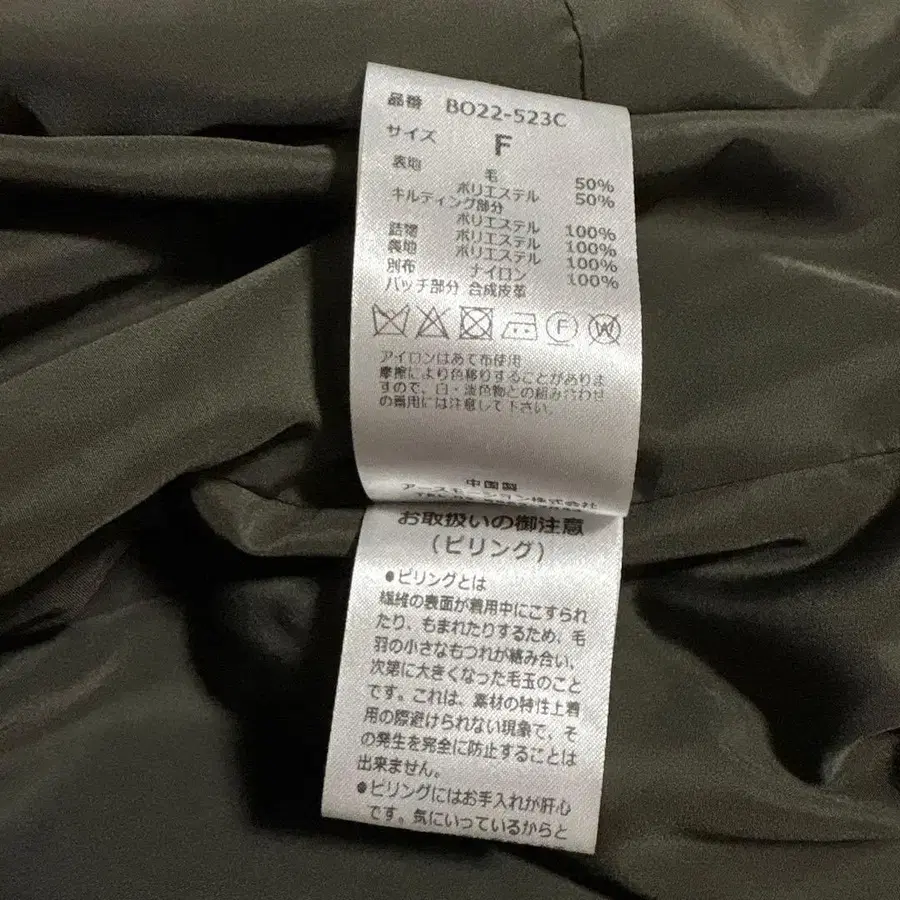 品番 BO22-523C
サイズ F
表地 毛 50%
ポリエステル 50%
キルディング部分
ポリエステル 100%
詰物 ポリエステル 100%
裏地 ポリエステル 100%
別布 ナイロン 100%
パッチ部分 合成皮革
F W
アイロンはあて布使用
摩擦により色移りすることがありま
すので、白・淡色物との組み合わせ
の着用には注意して下さい。
中国製
アースモーション株式会社
お取扱いの御注意
(ピリング)
●ピリングとは
繊維の表面が着用中にこすられ
たり、もまれたりするため、毛
羽の小さなもつれが絡み合い、
次第に大きくなった毛玉のこと
です。これは、素材の特性上着
用の際避けられない現象で、そ
の発生を完全に防止することは
出来ません。
●ピリングにはお手入れが肝心
です。気にいっているからと